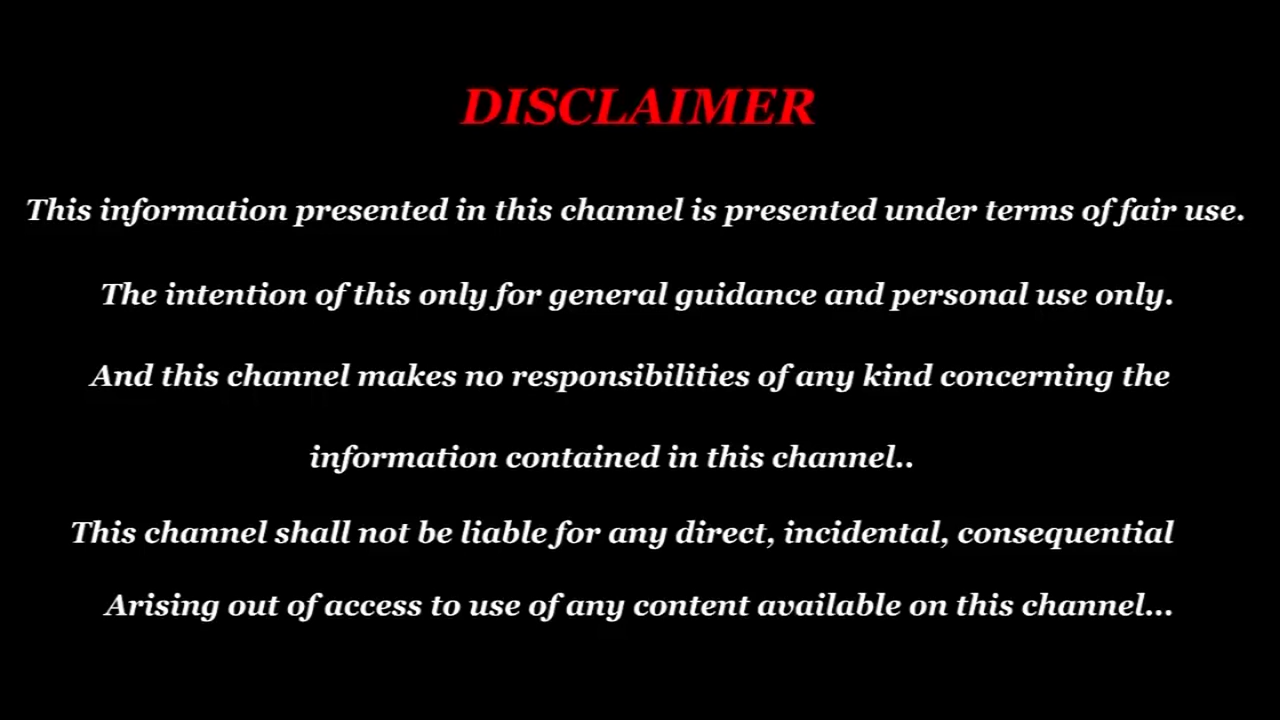 DISCLAIMER
This information presented in this channel is presented under terms of fair use.
The intention of this only for general guidance and personal use only.
And this channel makes no responsibilities of any kind concerning the
information contained in this channel..
This channel shall not be liable for any direct, incidental, consequential
Arising out of access to use of any content available on this channel...